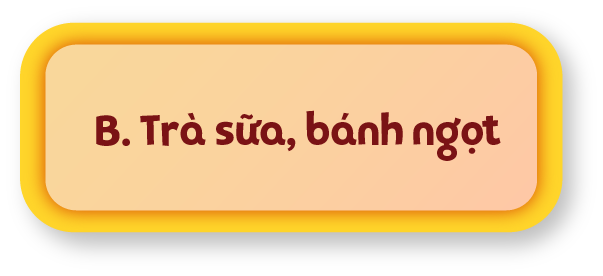 B. Trà sữa, bánh ngọt